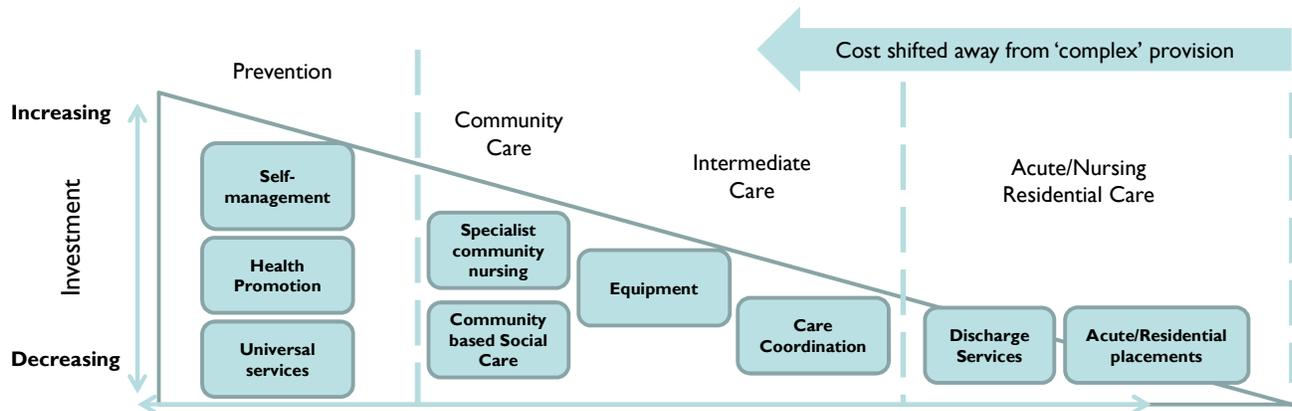 Cost shifted away from ‘complex’ provision
Prevention
Increasing
Community
Care
Intermediate
Care
Acute/Nursing
Residential Care
Self-
management
Specialist
community
nursing
Investment
Health
Promotion
Equipment
Community
based Social
Care
Care
Coordination
Discharge
Services
Acute/Residential
placements
Decreasing
Universal
services